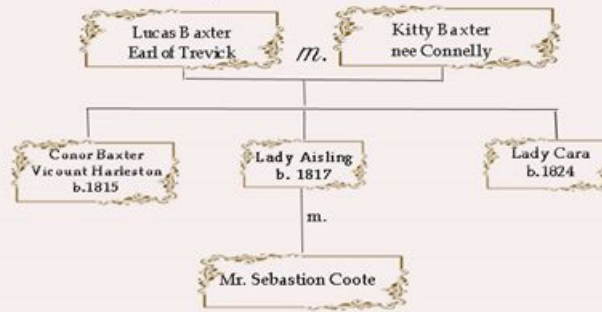 Lucas Baxter
Earl of Trevick
m.
Kitty Baxter
nee Connelly
Conor Baxter
Vicount Harleston
b.1815
Lady Aisling
b. 1817
Lady Cara
b.1824
m.
Mr. Sebastion Coote